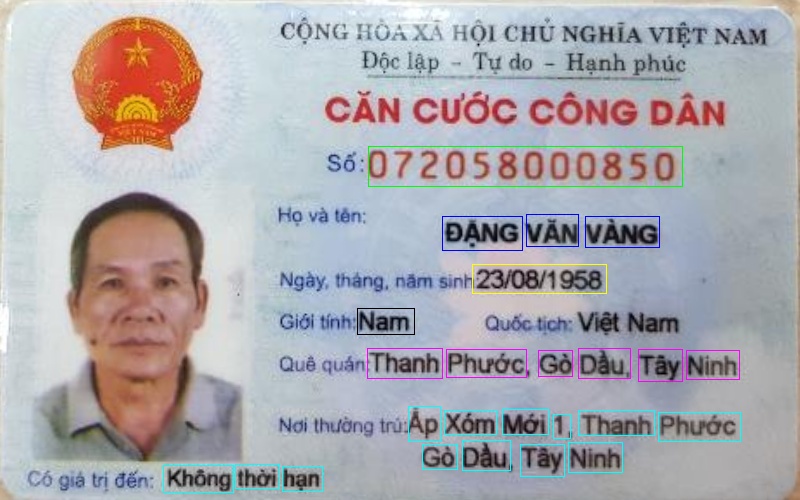 CỘNG HÒA XÃ HỘI CHỦ NGHĨA VIỆT NAM
Độc lập - Tự do - Hạnh phúc
CĂN CƯỚC CÔNG DÂN
Số: 072058000850
Họ và tên:
ĐẶNG VĂN VÀNG
Ngày, tháng, năm sinh 23/08/1958
Giới tính: Nam Quốc tịch: Việt Nam
Quê quán: Thanh Phước, Gò Dầu, Tây Ninh
Nơi thường trú: Ấp Xóm Mới 1, Thanh Phước
Gò Dầu, Tây Ninh
Có giá trị đến: Không thời hạn